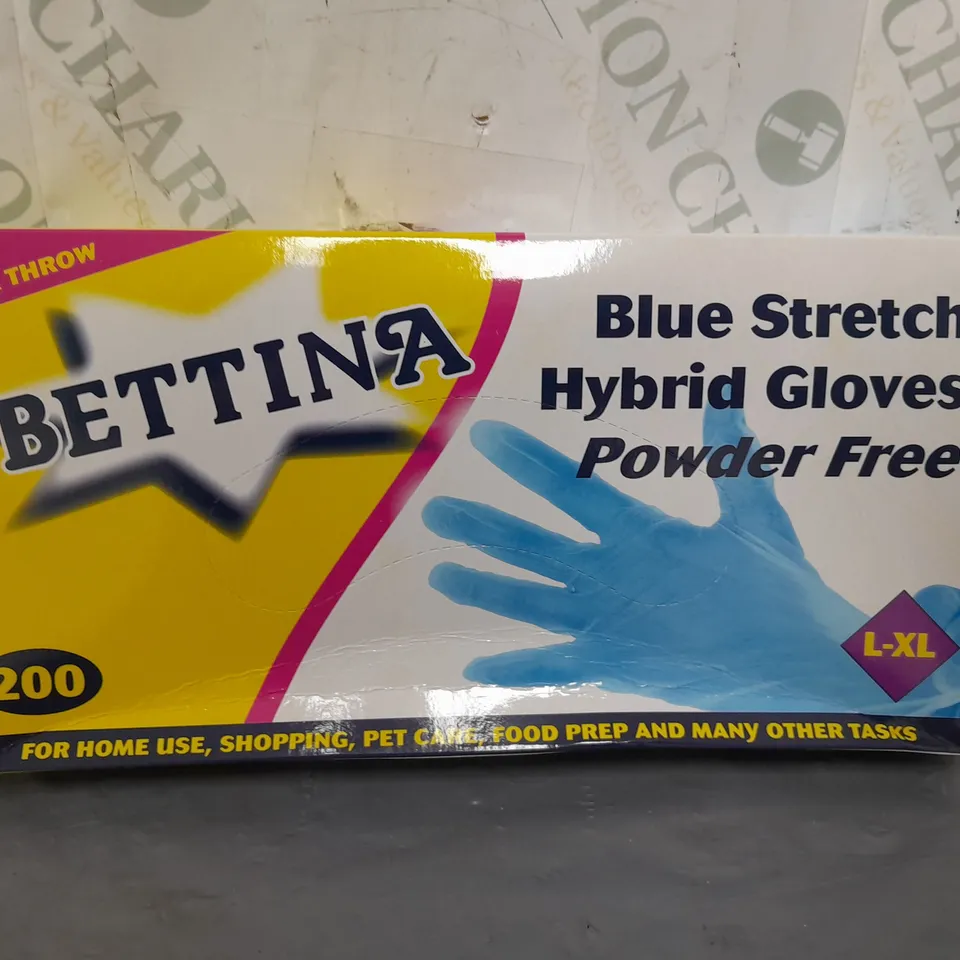 THROW
BETTINA
Blue Stretch
Hybrid Gloves
Powder Free
L-XL
200
FOR HOME USE, SHOPPING, PET CARE, FOOD PREP AND MANY OTHER TASKS